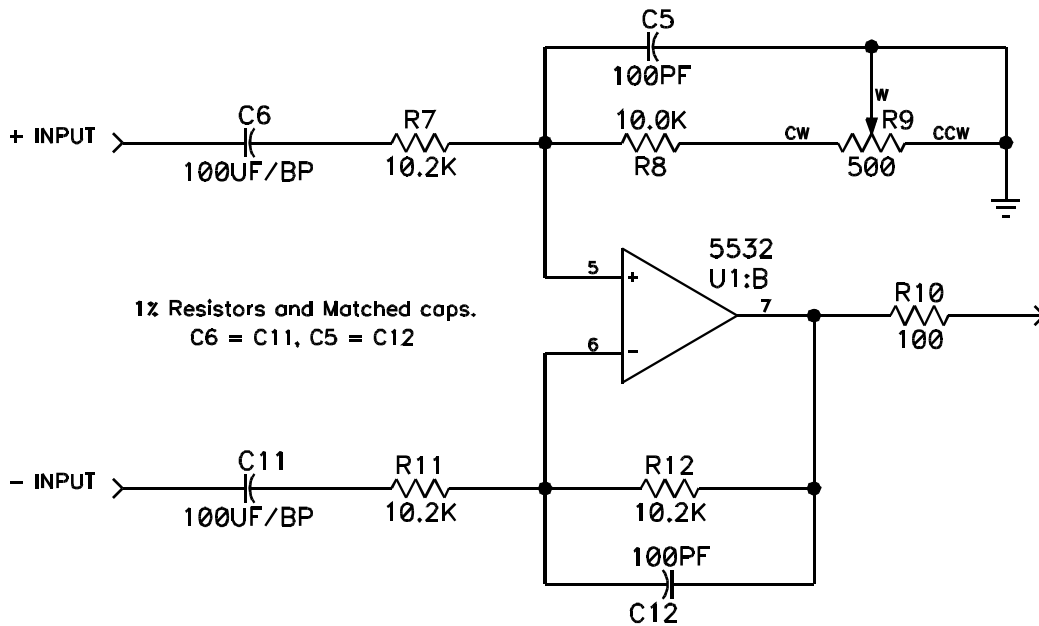 C5
100PF
+ INPUT
C6
100UF/BP
R7
10.2K
10.0K
R8
CW
W
R9
500
CCW
5532
U1:B
5
+
6
-
7
R10
100
1% Resistors and Matched caps.
C6 = C11, C5 = C12
- INPUT
C11
100UF/BP
R11
10.2K
R12
10.2K
100PF
C12